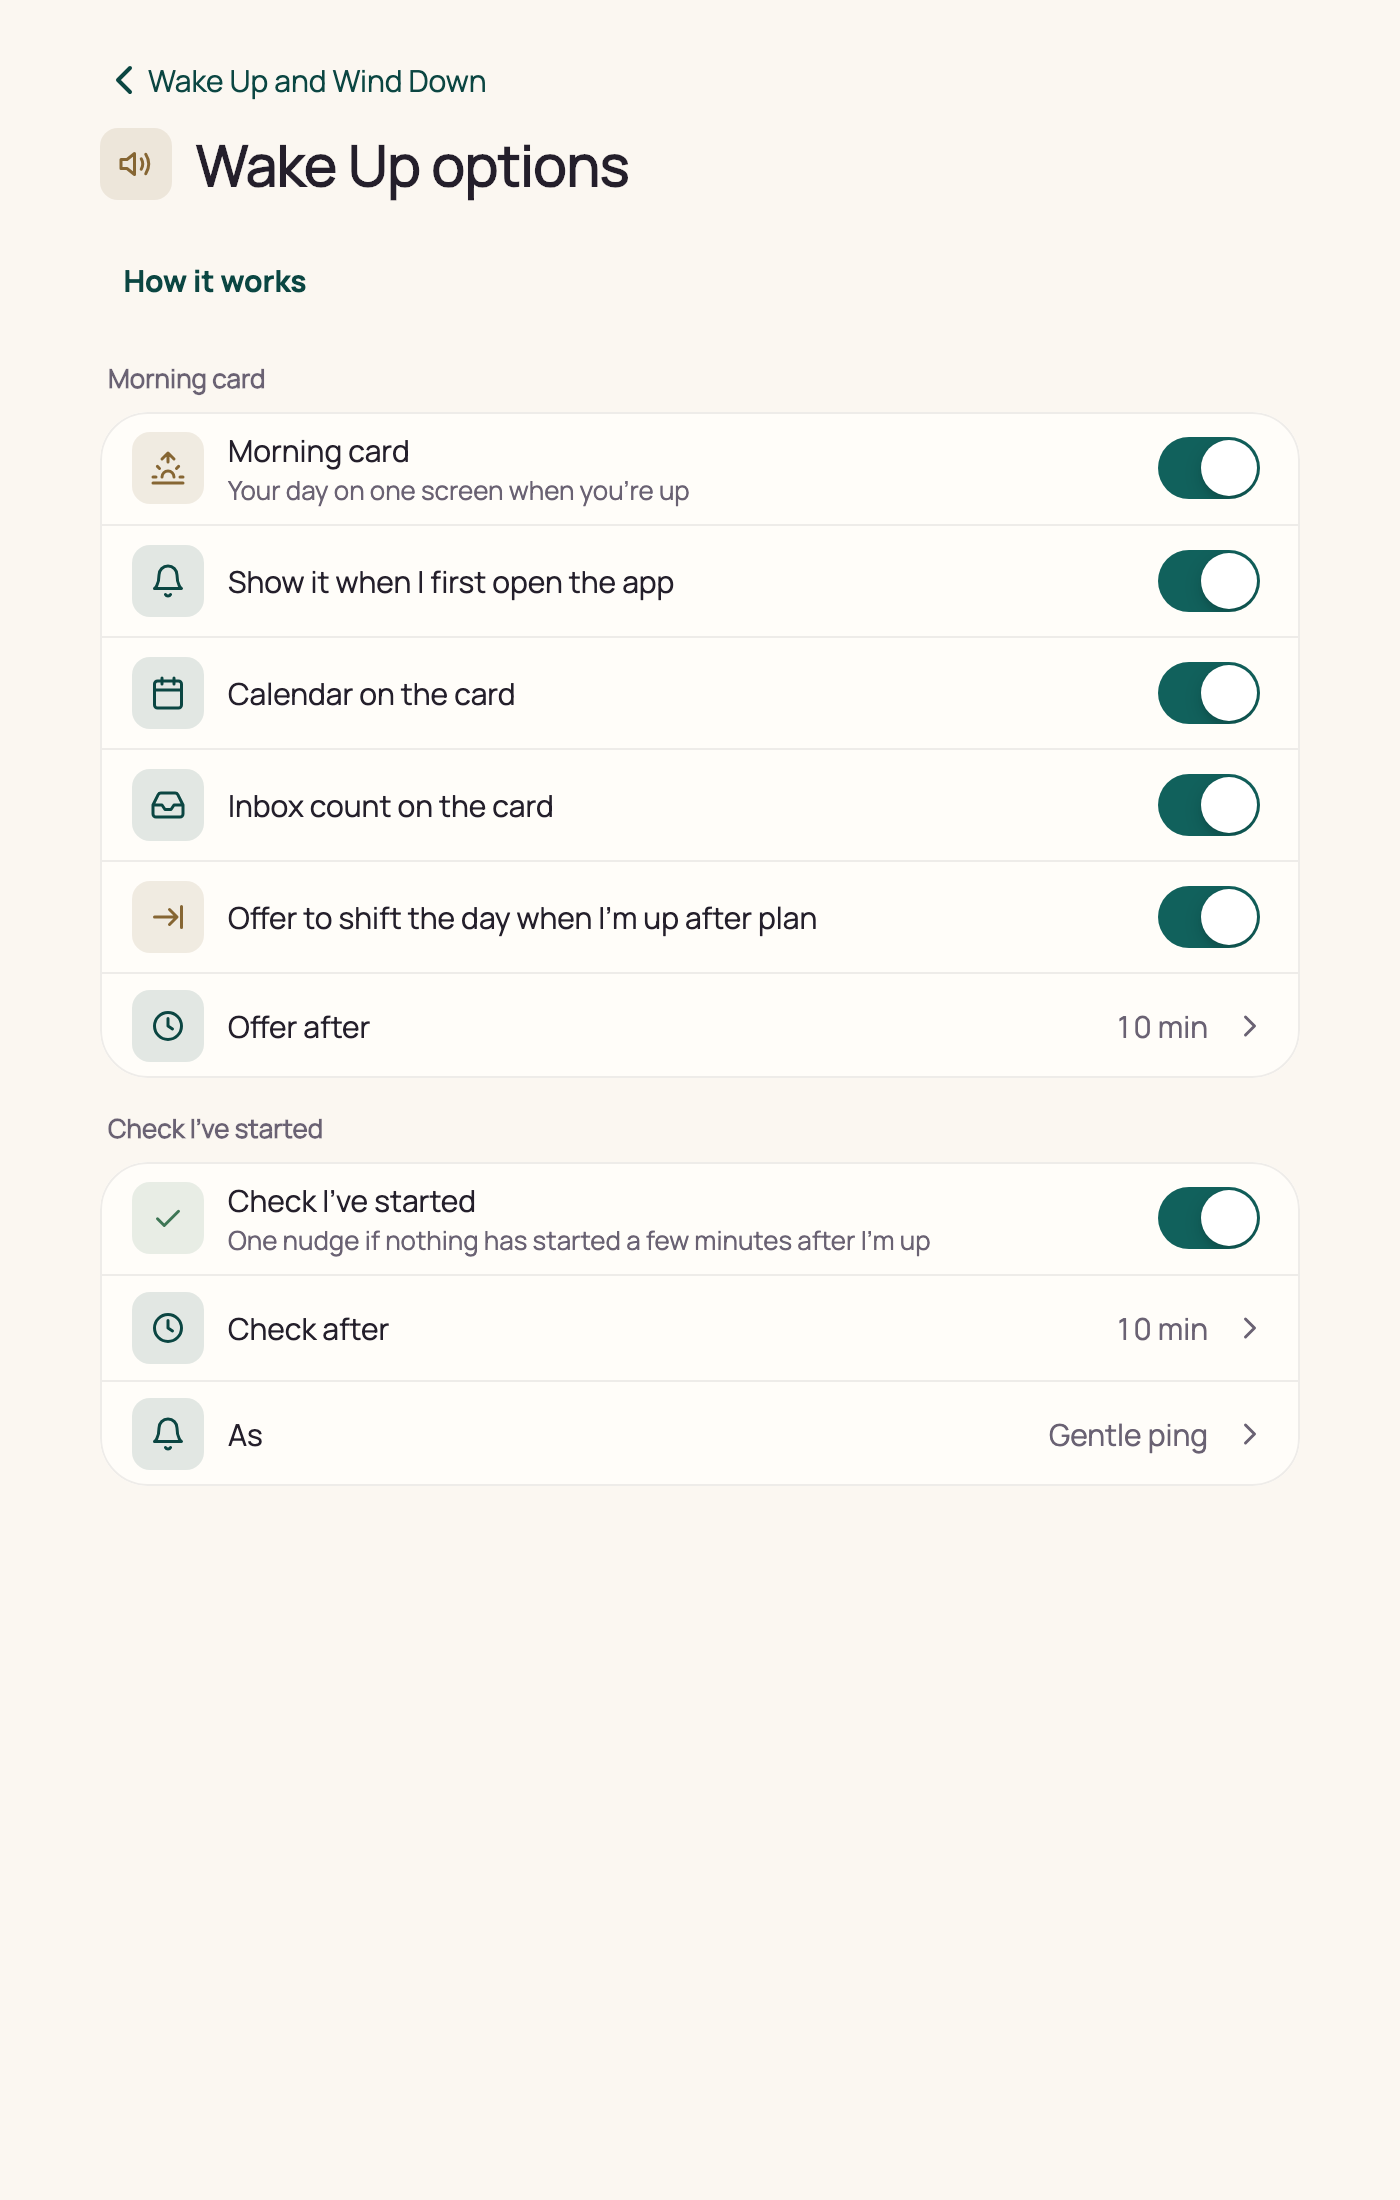 Wake Up and Wind Down
Wake Up options
How it works
Morning card
Morning card
Your day on one screen when you're up
Show it when I first open the app
Calendar on the card
Inbox count on the card
Offer to shift the day when I'm up after plan
Offer after 10 min
Check I've started
Check I've started
One nudge if nothing has started a few minutes after I'm up
Check after 10 min
As Gentle ping